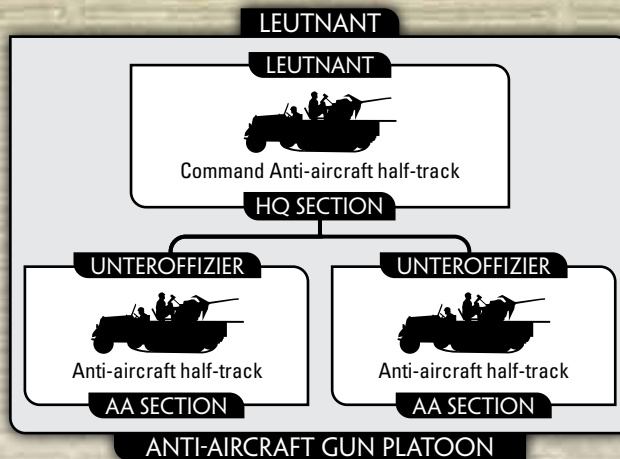 LEUTNANT
LEUTNANT
Command Anti-aircraft half-track
HQ SECTION
UNTEROFFIZIER
Anti-aircraft half-track
AA SECTION
UNTEROFFIZIER
Anti-aircraft half-track
AA SECTION
ANTI-AIRCRAFT GUN PLATOON